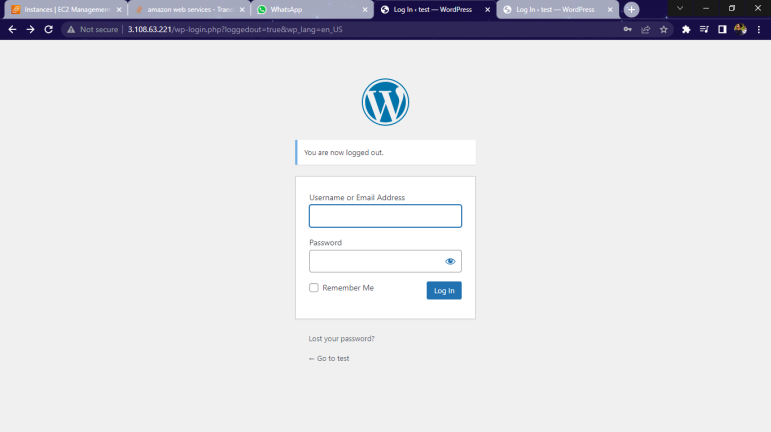 Instances | EC2 Management
amazon web services - Trans
WhatsApp
Log In ‹ test — WordPress
Log In ‹ test — WordPress
Not secure
3.108.63.221/wp-login.php?loggedout=true&wp_lang=en_US
You are now logged out.
Username or Email Address
Password
Remember Me
Log In
Lost your password?
← Go to test